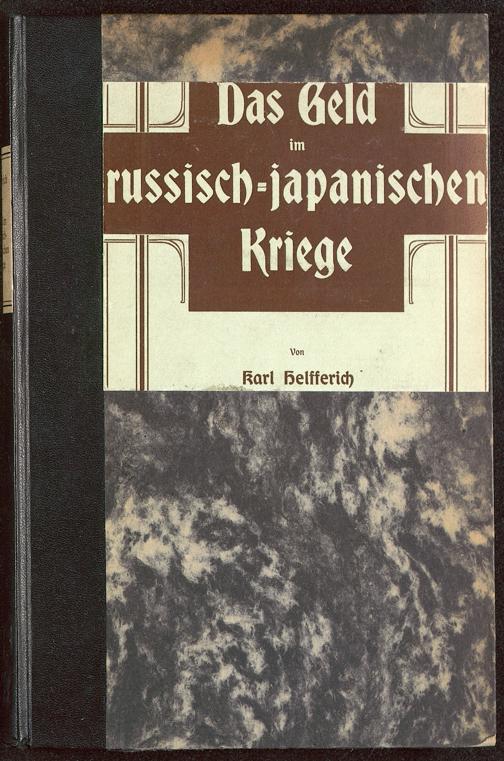 Das Geld
im
russisch-japanischen
Kriege
Von
Karl Helfferich